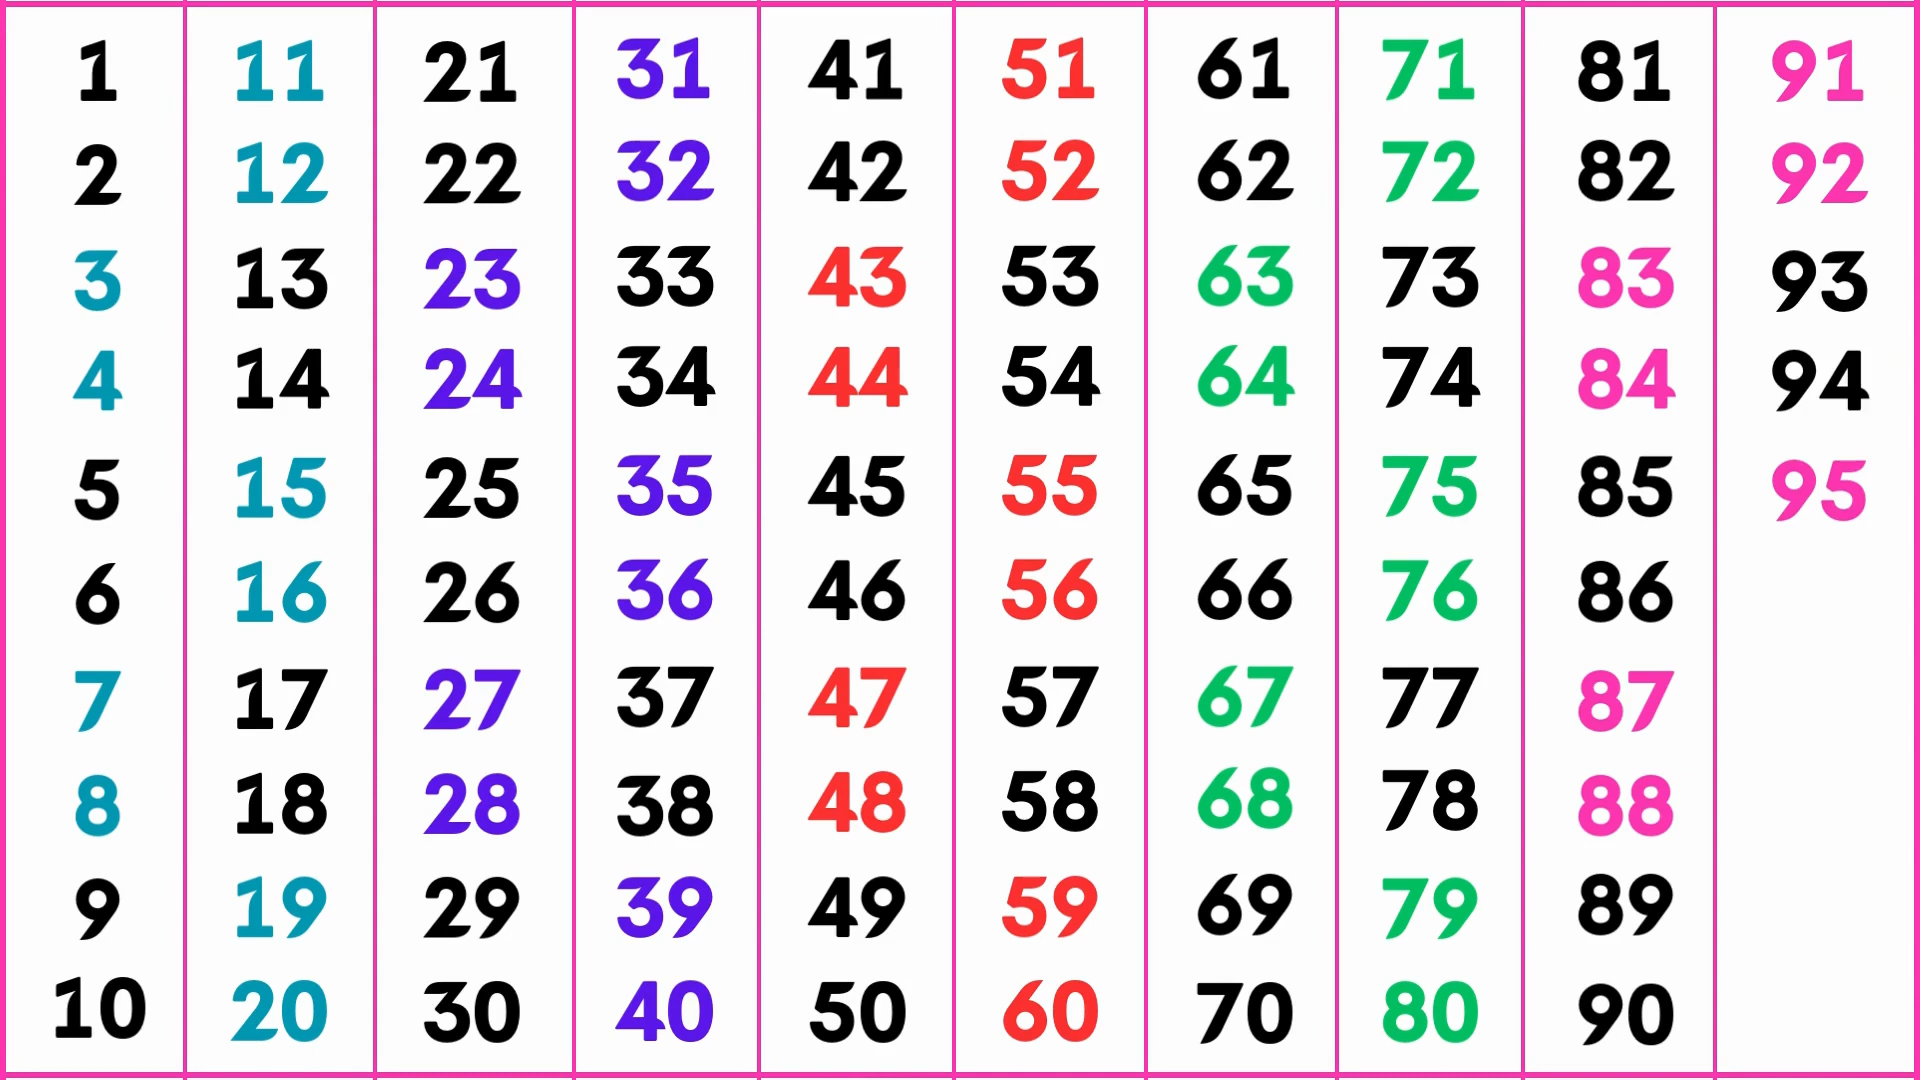 1 11 21 31 41 51 61 71 81 91
2 12 22 32 42 52 62 72 82 92
3 13 23 33 43 53 63 73 83 93
4 14 24 34 44 54 64 74 84 94
5 15 25 35 45 55 65 75 85 95
6 16 26 36 46 56 66 76 86
7 17 27 37 47 57 67 77 87
8 18 28 38 48 58 68 78 88
9 19 29 39 49 59 69 79 89
10 20 30 40 50 60 70 80 90